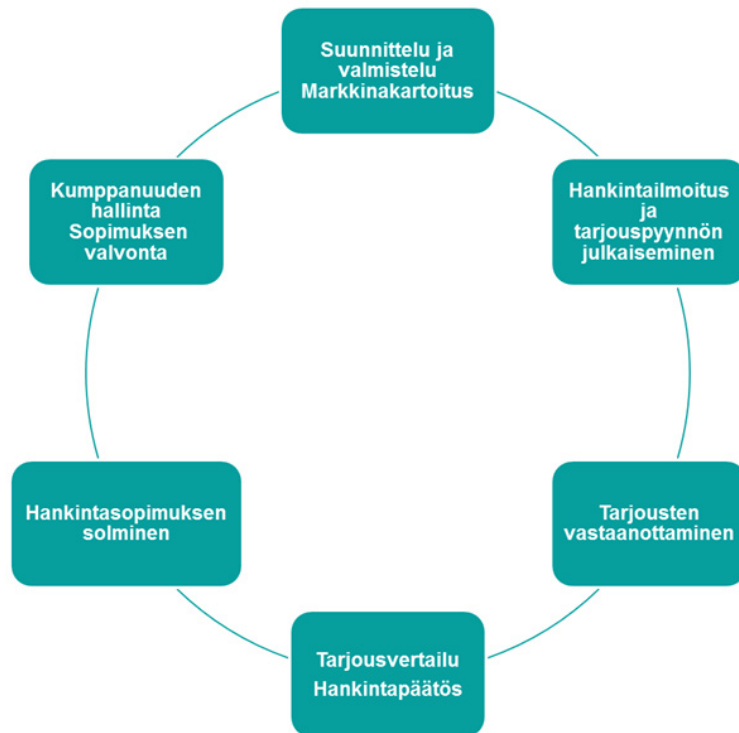 Suunnittelu ja
valmistelu
Markkinakartoitus
Hankintailmoitus
ja
tarjouspyynnön
julkaiseminen
Tarjousten
vastaanottaminen
Tarjousvertailu
Hankintapäätös
Hankintasopimuksen
solminen
Kumppanuuden
hallinta
Sopimuksen
valvonta